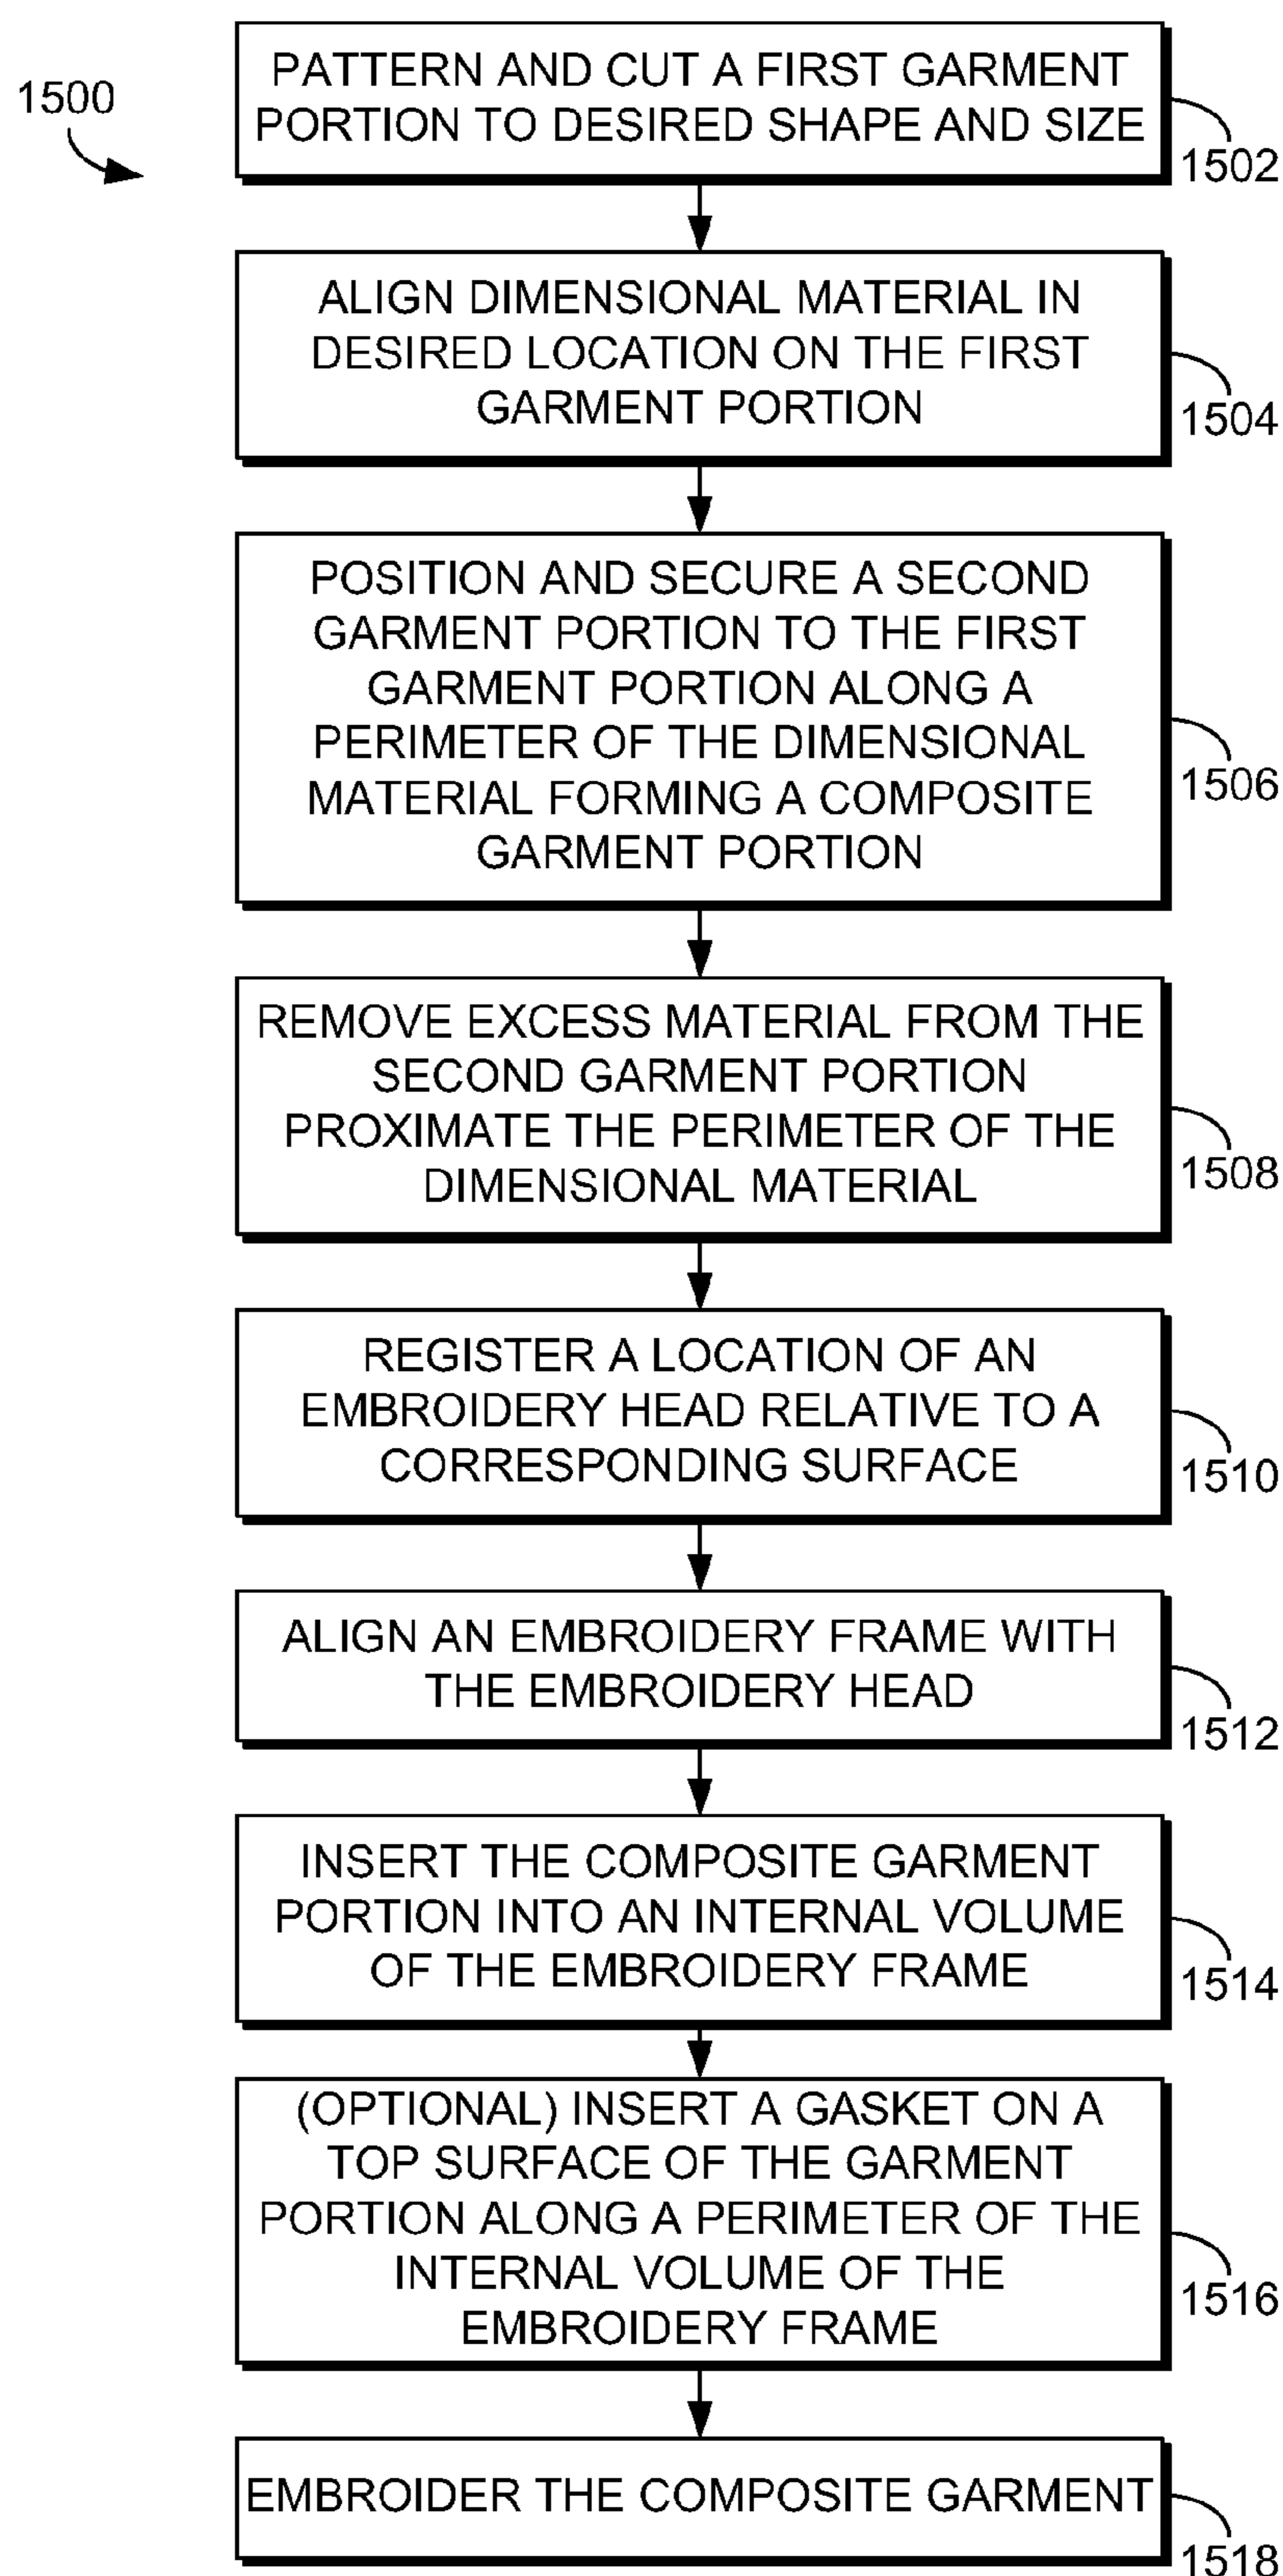 1500
PATTERN AND CUT A FIRST GARMENT
PORTION TO DESIRED SHAPE AND SIZE
1502
ALIGN DIMENSIONAL MATERIAL IN
DESIRED LOCATION ON THE FIRST
GARMENT PORTION
1504
POSITION AND SECURE A SECOND
GARMENT PORTION TO THE FIRST
GARMENT PORTION ALONG A
PERIMETER OF THE DIMENSIONAL
MATERIAL FORMING A COMPOSITE
GARMENT PORTION
1506
REMOVE EXCESS MATERIAL FROM THE
SECOND GARMENT PORTION
PROXIMATE THE PERIMETER OF THE
DIMENSIONAL MATERIAL
1508
REGISTER A LOCATION OF AN
EMBROIDERY HEAD RELATIVE TO A
CORRESPONDING SURFACE
1510
ALIGN AN EMBROIDERY FRAME WITH
THE EMBROIDERY HEAD
1512
INSERT THE COMPOSITE GARMENT
PORTION INTO AN INTERNAL VOLUME
OF THE EMBROIDERY FRAME
1514
(OPTIONAL) INSERT A GASKET ON A
TOP SURFACE OF THE GARMENT
PORTION ALONG A PERIMETER OF THE
INTERNAL VOLUME OF THE
EMBROIDERY FRAME
1516
EMBROIDER THE COMPOSITE GARMENT
1518